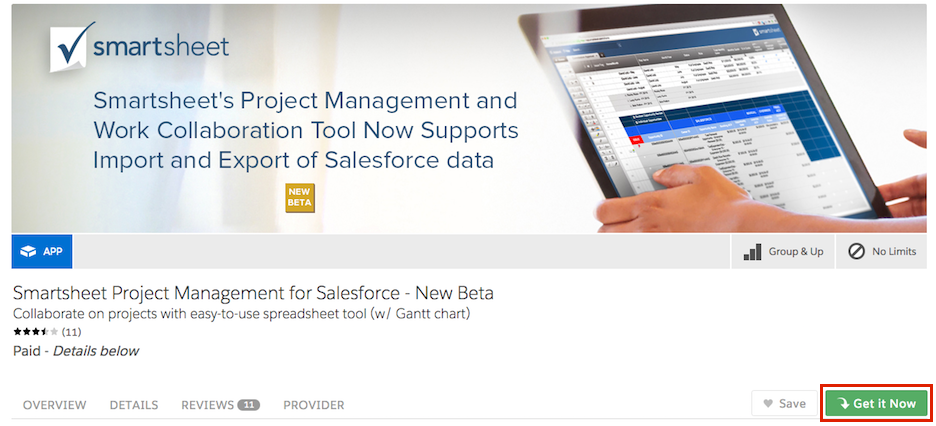 smartsheet
Smartsheet's Project Management and
Work Collaboration Tool Now Supports
Import and Export of Salesforce data
NEW
BETA
smartsheet
APP
Group & Up
No Limits
Smartsheet Project Management for Salesforce - New Beta
Collaborate on projects with easy-to-use spreadsheet tool (w/ Gantt chart)
(11)
Paid - Details below
OVERVIEW
DETAILS
REVIEWS 11
PROVIDER
Save
Get it Now